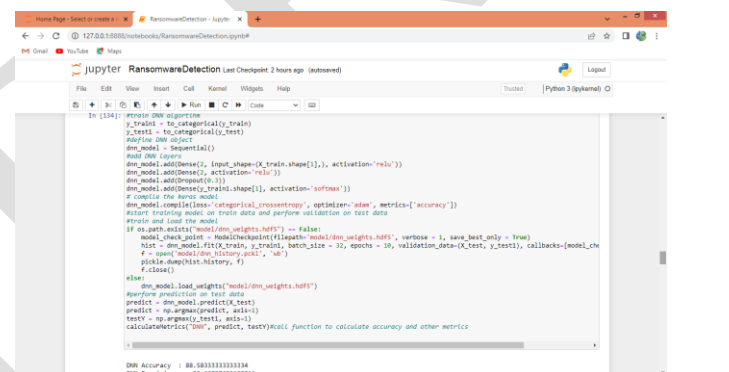 Home Page - Select or create a n
RansomwareDetection - Jupyter
127.0.0.1:8888/notebooks/RansomwareDetection.ipynb#
Gmail YouTube Maps
jupyter RansomwareDetection Last Checkpoint: 2 hours ago (autosaved)
Logout
File Edit View Insert Cell Kernel Widgets Help
Trusted Python 3 (ipykernel)
Run Code
In [134]: #train DNN algorithm
y_train1 = to_categorical(y_train)
y_test1 = to_categorical(y_test)
#define DNN object
dnn_model = Sequential()
#add DNN layers
dnn_model.add(Dense(2, input_shape=(X_train.shape[1],), activation='relu'))
dnn_model.add(Dense(2, activation='relu'))
dnn_model.add(Dropout(0.3))
dnn_model.add(Dense(y_train1.shape[1], activation='softmax'))
# compile the keras model
dnn_model.compile(loss='categorical_crossentropy', optimizer='adam', metrics=['accuracy'])
#start training model on train data and perform validation on test data
#train and load the model
if os.path.exists("model/dnn_weights.hdf5") == False:
model_check_point = ModelCheckpoint(filepath='model/dnn_weights.hdf5', verbose = 1, save_best_only = True)
hist = dnn_model.fit(X_train, y_train1, batch_size = 32, epochs = 10, validation_data=(X_test, y_test1), callbacks=[model_che
f = open('model/dnn_history.pckl', 'wb')
pickle.dump(hist.history, f)
f.close()
else:
dnn_model.load_weights("model/dnn_weights.hdf5")
#perform prediction on test data
predict = dnn_model.predict(X_test)
predict = np.argmax(predict, axis=1)
testY = np.argmax(y_test1, axis=1)
calculateMetrics("DNN", predict, testY)#call function to calculate accuracy and other metrics
DNN Accuracy : 88.58333333333334